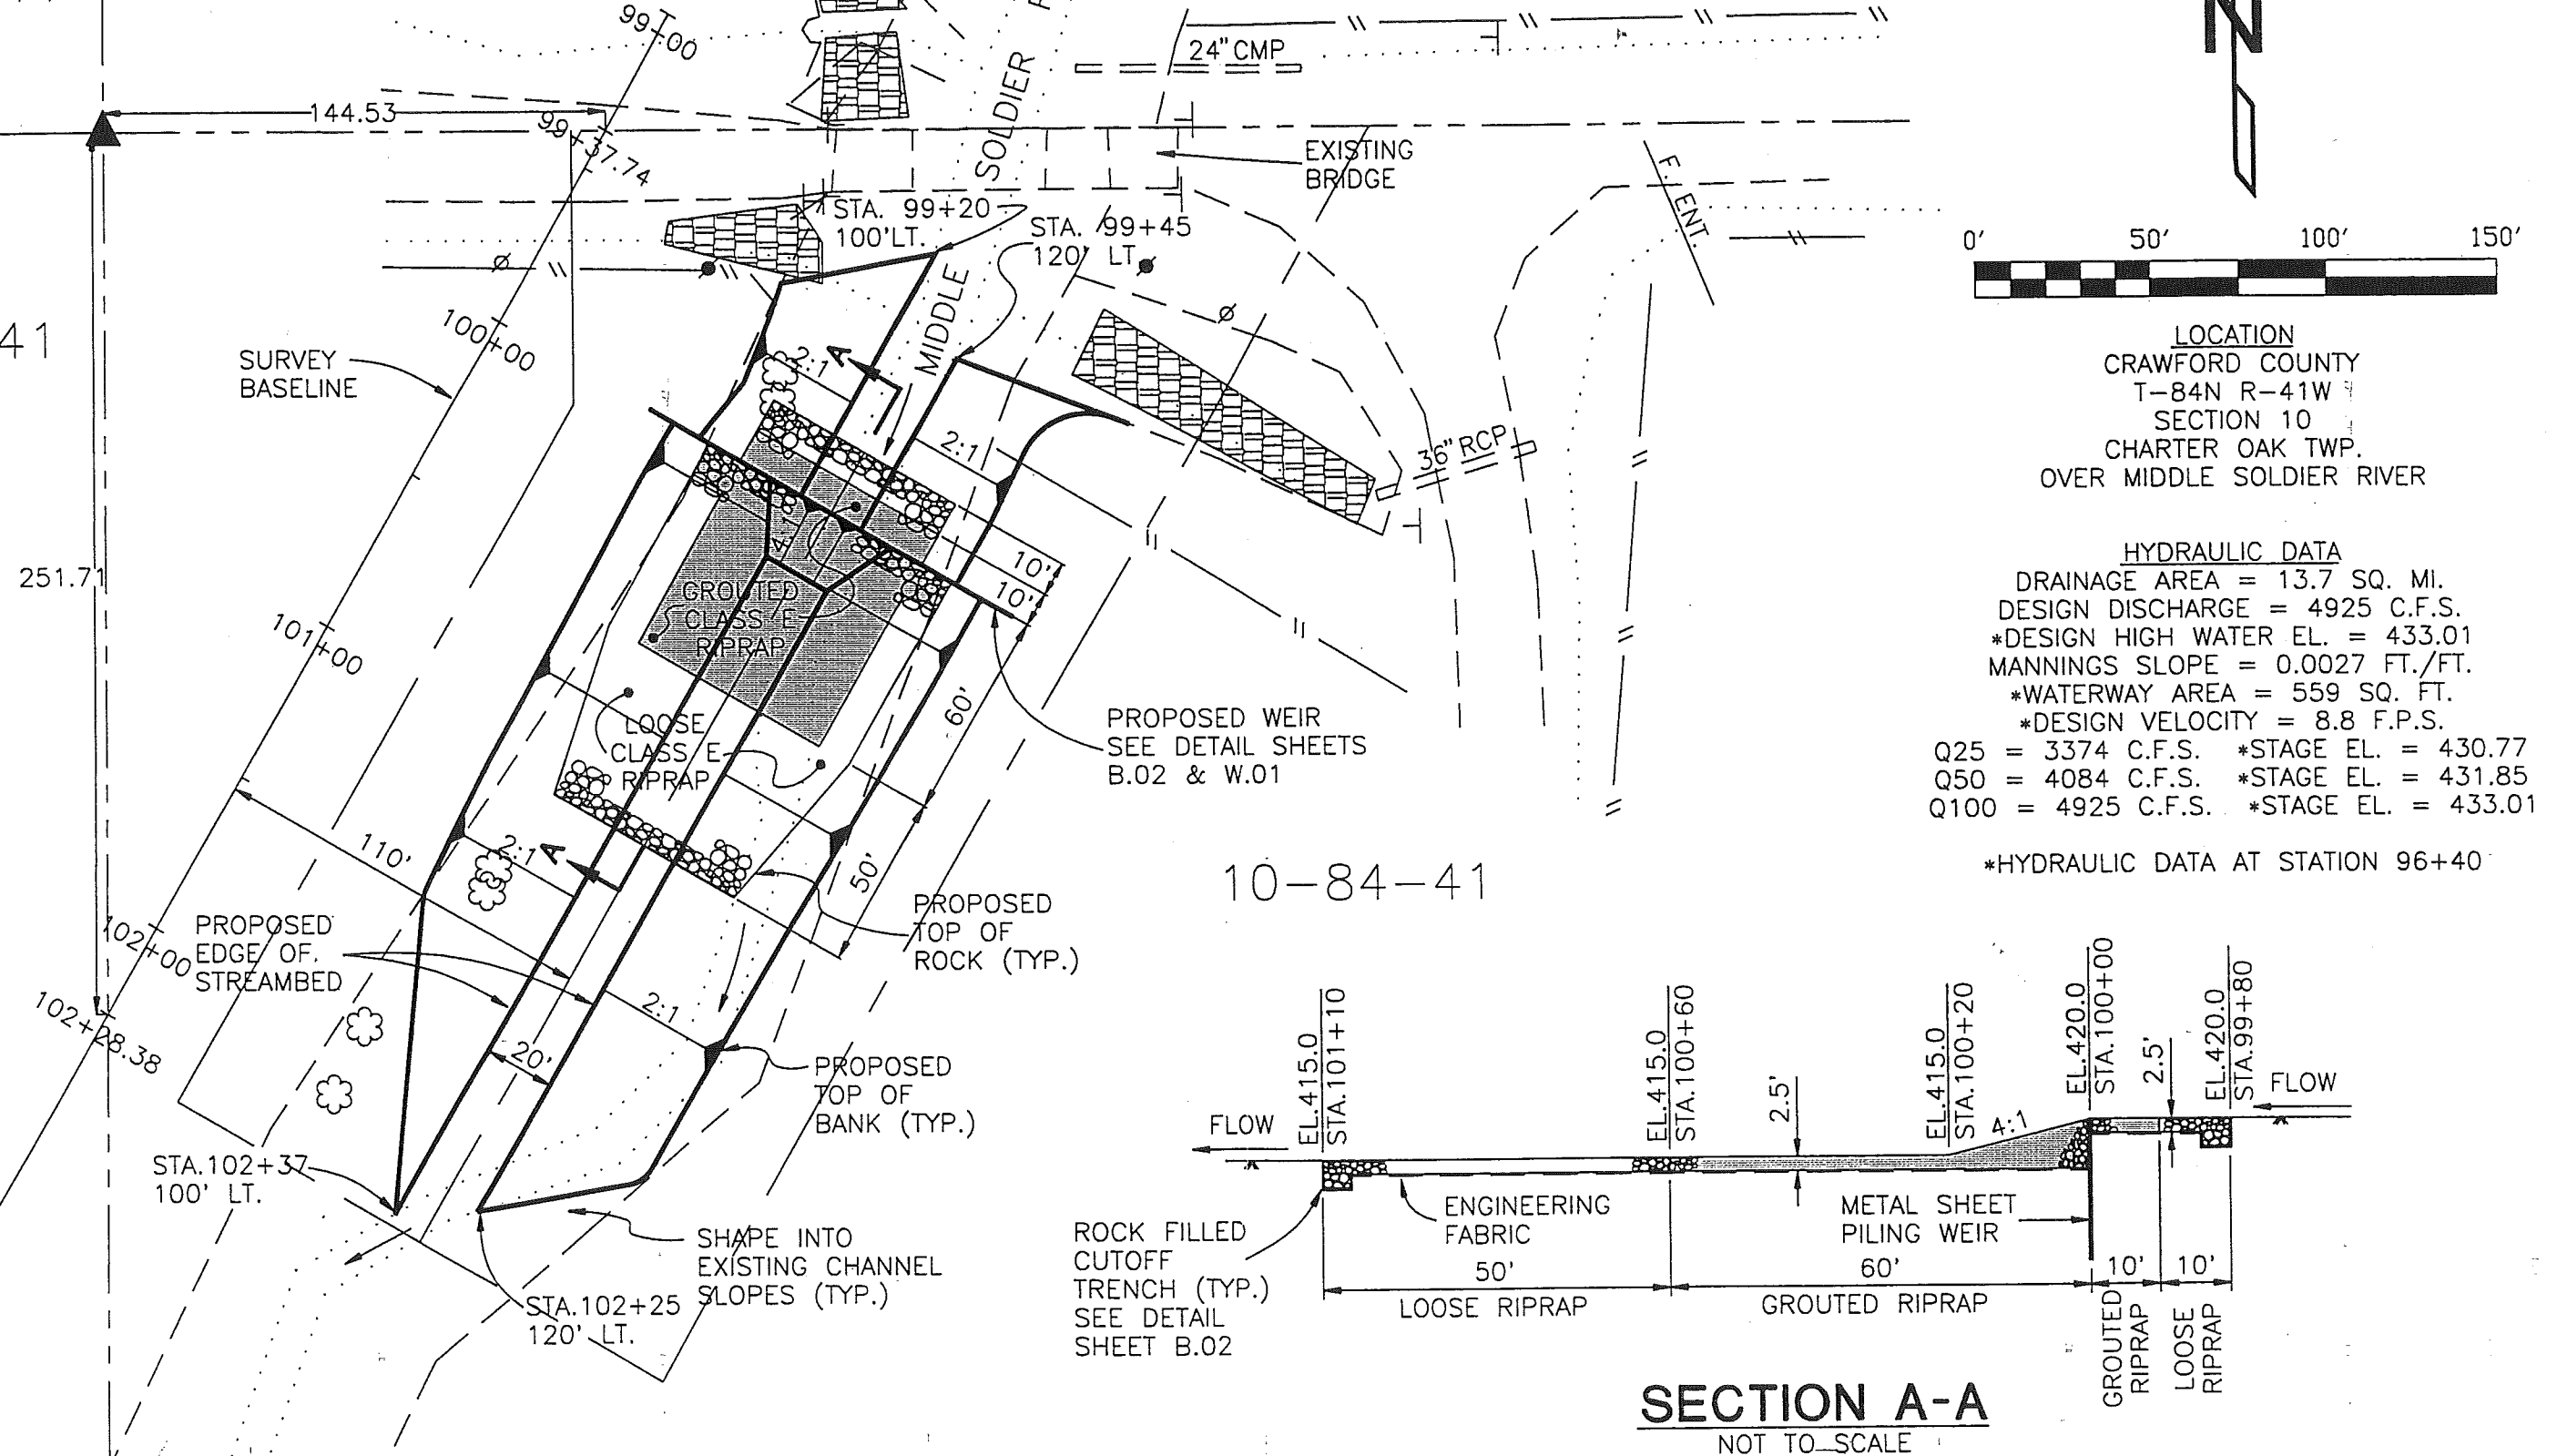 99+00
24"CMP
SOLDIER
N
144.53
99+37.74
EXISTING
BRIDGE
F. ENT.
STA. 99+20
100'LT.
STA. 99+45
120' LT.
0' 50' 100' 150'
41
100+00
SURVEY
BASELINE
MIDDLE
2:1
A
2:1
36" RCP
LOCATION
CRAWFORD COUNTY
T-84N R-41W
SECTION 10
CHARTER OAK TWP.
OVER MIDDLE SOLDIER RIVER
HYDRAULIC DATA
DRAINAGE AREA = 13.7 SQ. MI.
DESIGN DISCHARGE = 4925 C.F.S.
*DESIGN HIGH WATER EL. = 433.01
MANNINGS SLOPE = 0.0027 FT./FT.
*WATERWAY AREA = 559 SQ. FT.
*DESIGN VELOCITY = 8.8 F.P.S.
Q25 = 3374 C.F.S. *STAGE EL. = 430.77
Q50 = 4084 C.F.S. *STAGE EL. = 431.85
Q100 = 4925 C.F.S. *STAGE EL. = 433.01
*HYDRAULIC DATA AT STATION 96+40
4:1
10'
10'
251.71
GROUTED
CLASS E
RIPRAP
101+00
60'
LOOSE
CLASS E
RIPRAP
PROPOSED WEIR
SEE DETAIL SHEETS
B.02 & W.01
110'
2:1
A
50'
10-84-41
102+00
PROPOSED
EDGE OF
STREAMBED
PROPOSED
TOP OF
ROCK (TYP.)
102+28.38
2:1
20'
PROPOSED
TOP OF
BANK (TYP.)
STA.102+37
100' LT.
SHAPE INTO
EXISTING CHANNEL
SLOPES (TYP.)
STA.102+25
120' LT.
FLOW
EL.415.0
STA.101+10
EL.415.0
STA.100+60
2.5'
EL.415.0
STA.100+20
4:1
EL.420.0
STA.100+00
2.5'
EL.420.0
STA.99+80
FLOW
ROCK FILLED
CUTOFF
TRENCH (TYP.)
SEE DETAIL
SHEET B.02
ENGINEERING
FABRIC
METAL SHEET
PILING WEIR
50'
60'
10'
10'
LOOSE RIPRAP
GROUTED RIPRAP
GROUTED
RIPRAP
LOOSE
RIPRAP
SECTION A-A
NOT TO SCALE